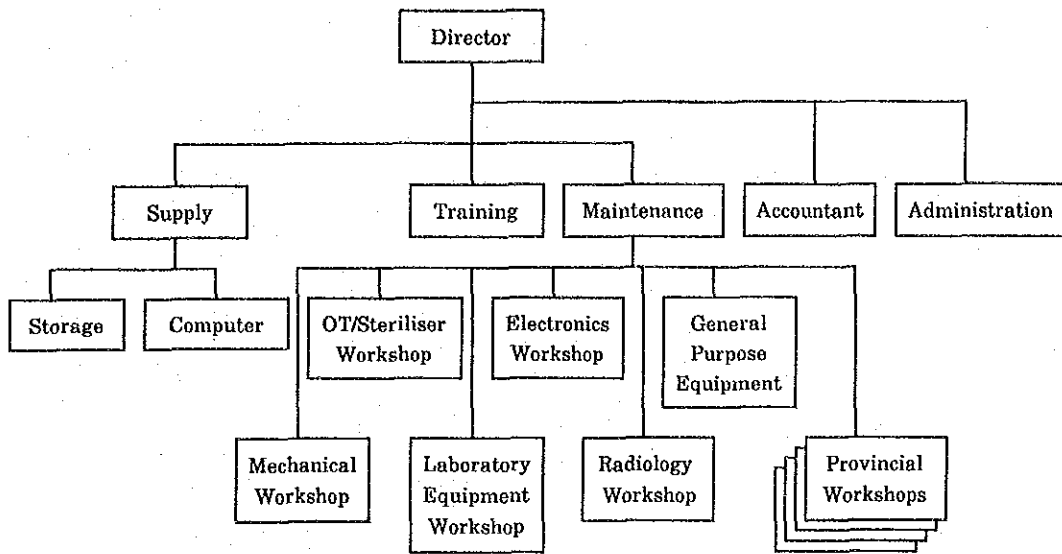 Director
Supply
Training
Maintenance
Accountant
Administration
Storage
Computer
OT/Steriliser
Workshop
Electronics
Workshop
General
Purpose
Equipment
Mechanical
Workshop
Laboratory
Equipment
Workshop
Radiology
Workshop
Provincial
Workshops